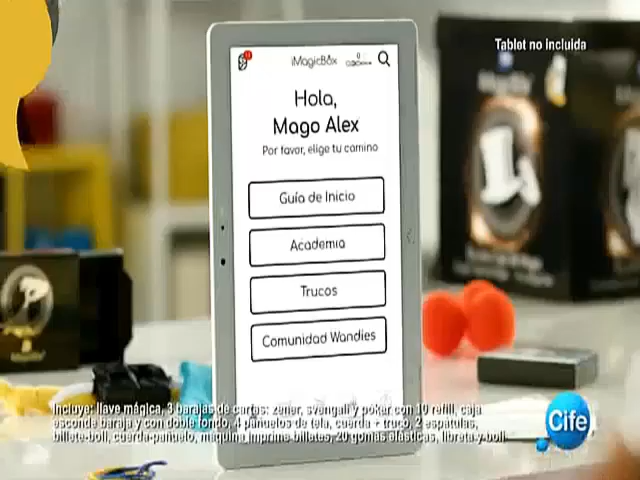 Tablet no incluida
iMagicBox
Hola,
Mago Alex
Por favor, elige tu camino
Guía de Inicio
Academia
Trucos
Comunidad Wandies
Incluye: llave mágica, 3 barajas de cartas: zener, svengali y póker con 10 refill, caja
esconde baraja y con doble fondo, 4 pañuelos de tela, cuerda + truco, 2 espátulas,
billete-boli, cuerda-pañuelo, máquina imprime billetes, 20 gomas elásticas, libreta y boli
Cife